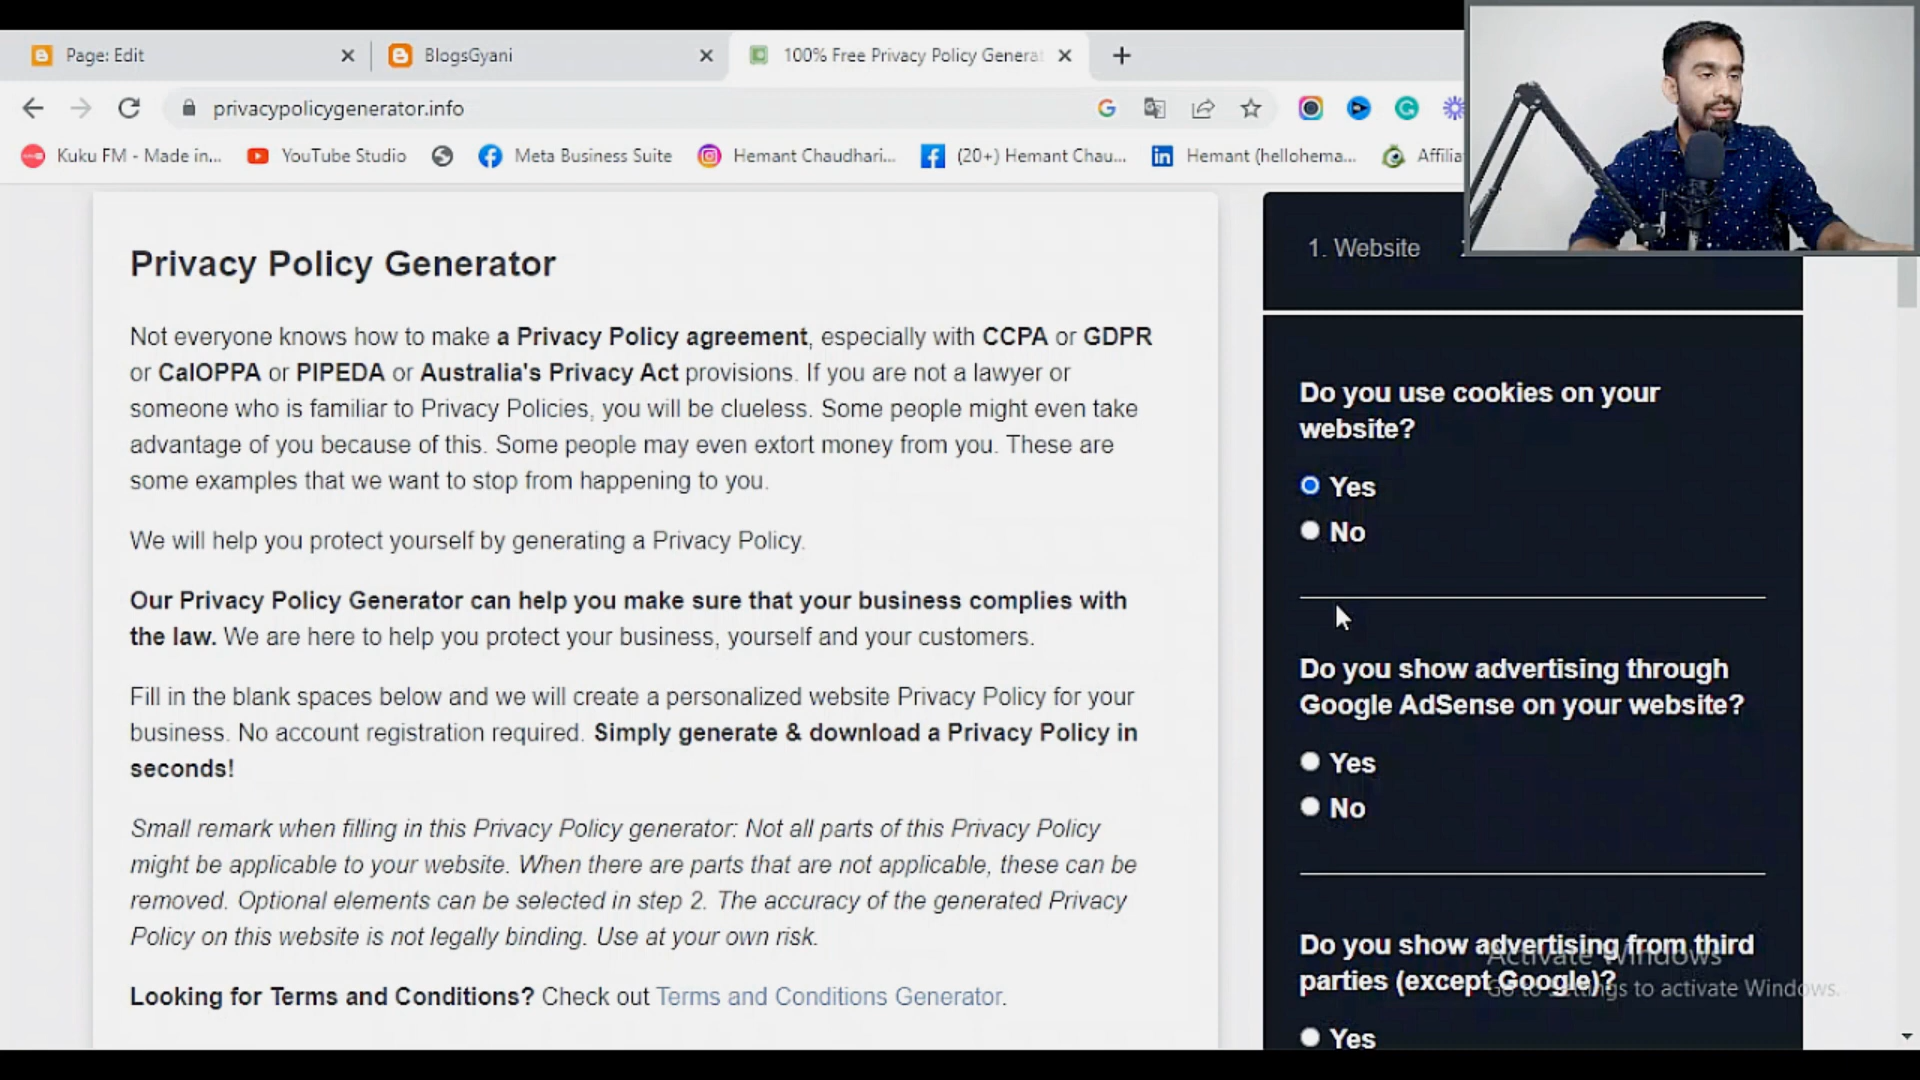 Page: Edit
BlogsGyani
100% Free Privacy Policy Genera
privacypolicygenerator.info
Kuku FM - Made in...
YouTube Studio
Meta Business Suite
Hemant Chaudhari...
(20+) Hemant Chau...
Hemant (hellohema...
Affilia
Privacy Policy Generator
Not everyone knows how to make a Privacy Policy agreement, especially with CCPA or GDPR
or CalOPPA or PIPEDA or Australia's Privacy Act provisions. If you are not a lawyer or
someone who is familiar to Privacy Policies, you will be clueless. Some people might even take
advantage of you because of this. Some people may even extort money from you. These are
some examples that we want to stop from happening to you.
We will help you protect yourself by generating a Privacy Policy.
Our Privacy Policy Generator can help you make sure that your business complies with
the law. We are here to help you protect your business, yourself and your customers.
Fill in the blank spaces below and we will create a personalized website Privacy Policy for your
business. No account registration required. Simply generate & download a Privacy Policy in
seconds!
Small remark when filling in this Privacy Policy generator: Not all parts of this Privacy Policy
might be applicable to your website. When there are parts that are not applicable, these can be
removed. Optional elements can be selected in step 2. The accuracy of the generated Privacy
Policy on this website is not legally binding. Use at your own risk.
Looking for Terms and Conditions? Check out Terms and Conditions Generator.
1. Website
Do you use cookies on your
website?
Yes
No
Do you show advertising through
Google AdSense on your website?
Yes
No
Do you show advertising from third
parties (except Google)?
Yes
Activate Windows
Go to Settings to activate Windows.